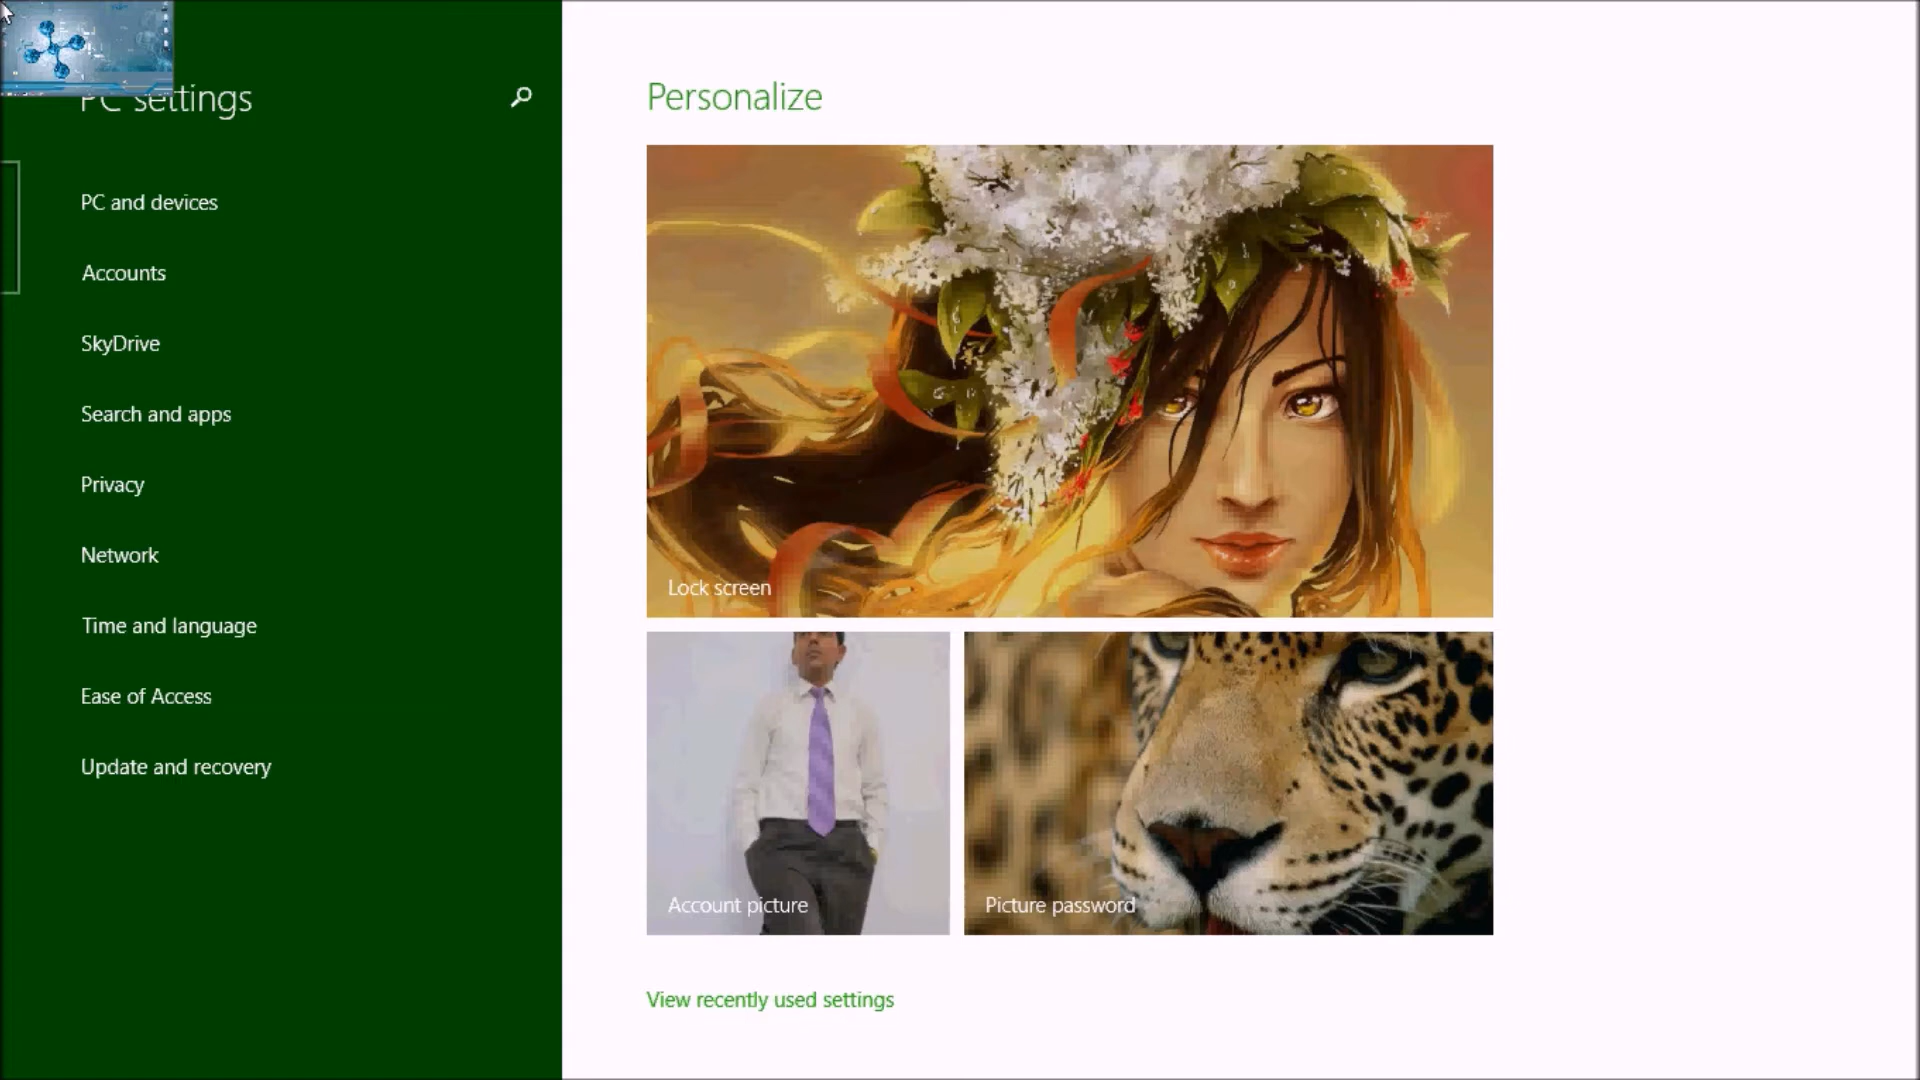 PC settings
PC and devices
Accounts
SkyDrive
Search and apps
Privacy
Network
Time and language
Ease of Access
Update and recovery
Personalize
Lock screen
Account picture
Picture password
View recently used settings